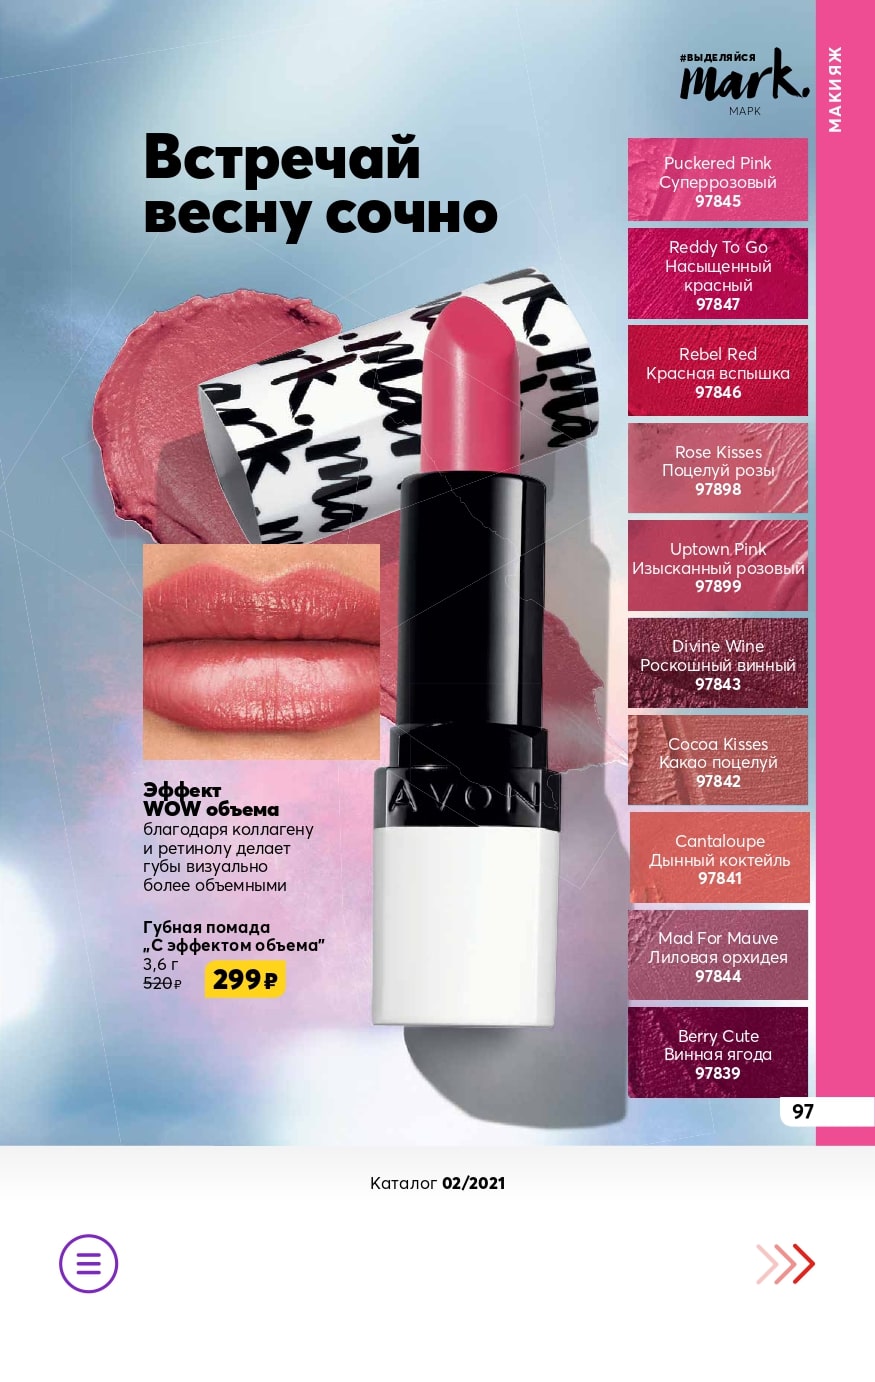 #ВЫДЕЛЯЙСЯ
mark.
МАРК
МАКИЯЖ
Встречай
весну сочно
Puckered Pink
Суперрозовый
97845
Reddy To Go
Насыщенный
красный
97847
Rebel Red
Красная вспышка
97846
Rose Kisses
Поцелуй розы
97898
Uptown Pink
Изысканный розовый
97899
Divine Wine
Роскошный винный
97843
Cocoa Kisses
Какао поцелуй
97842
Cantaloupe
Дынный коктейль
97841
Mad For Mauve
Лиловая орхидея
97844
Berry Cute
Винная ягода
97839
AVON
Эффект
WOW объема
благодаря коллагену
и ретинолу делает
губы визуально
более объемными
Губная помада
„С эффектом объема”
3,6 г
520 ₽
299 ₽
97
Каталог 02/2021